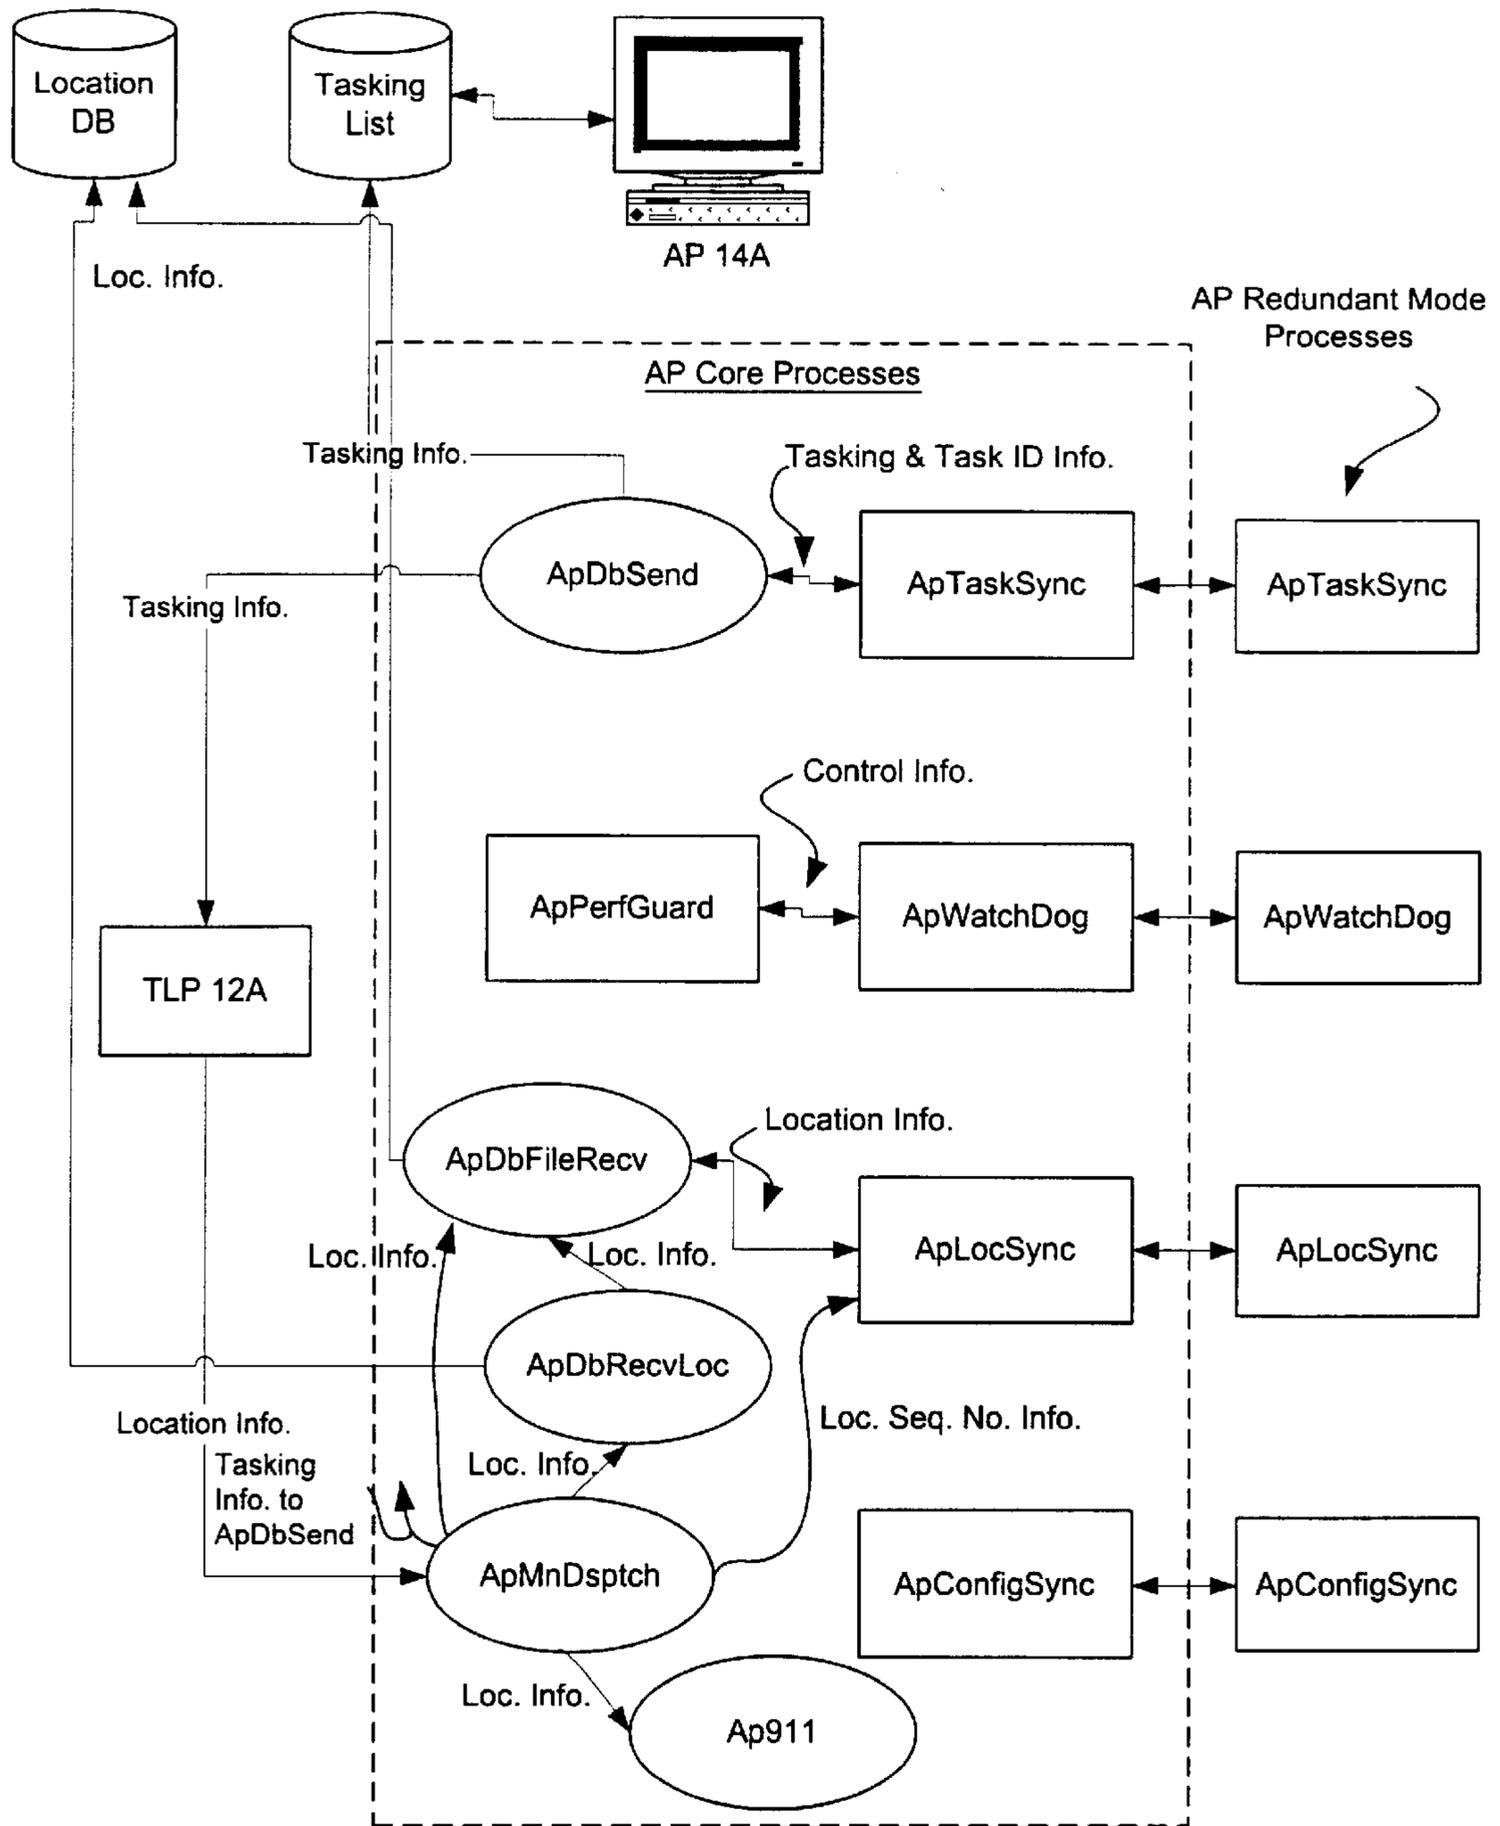 Location
DB
Tasking
List
AP 14A
Loc. Info.
AP Redundant Mode
Processes
AP Core Processes
Tasking Info.
Tasking & Task ID Info.
ApDbSend
ApTaskSync
ApTaskSync
Tasking Info.
Control Info.
ApPerfGuard
ApWatchDog
ApWatchDog
TLP 12A
Location Info.
ApDbFileRecv
Loc. Info.
Loc. Info.
ApLocSync
ApLocSync
ApDbRecvLoc
Location Info.
Loc. Seq. No. Info.
Loc. Info.
Tasking
Info. to
ApDbSend
ApMnDsptch
ApConfigSync
ApConfigSync
Loc. Info.
Ap911